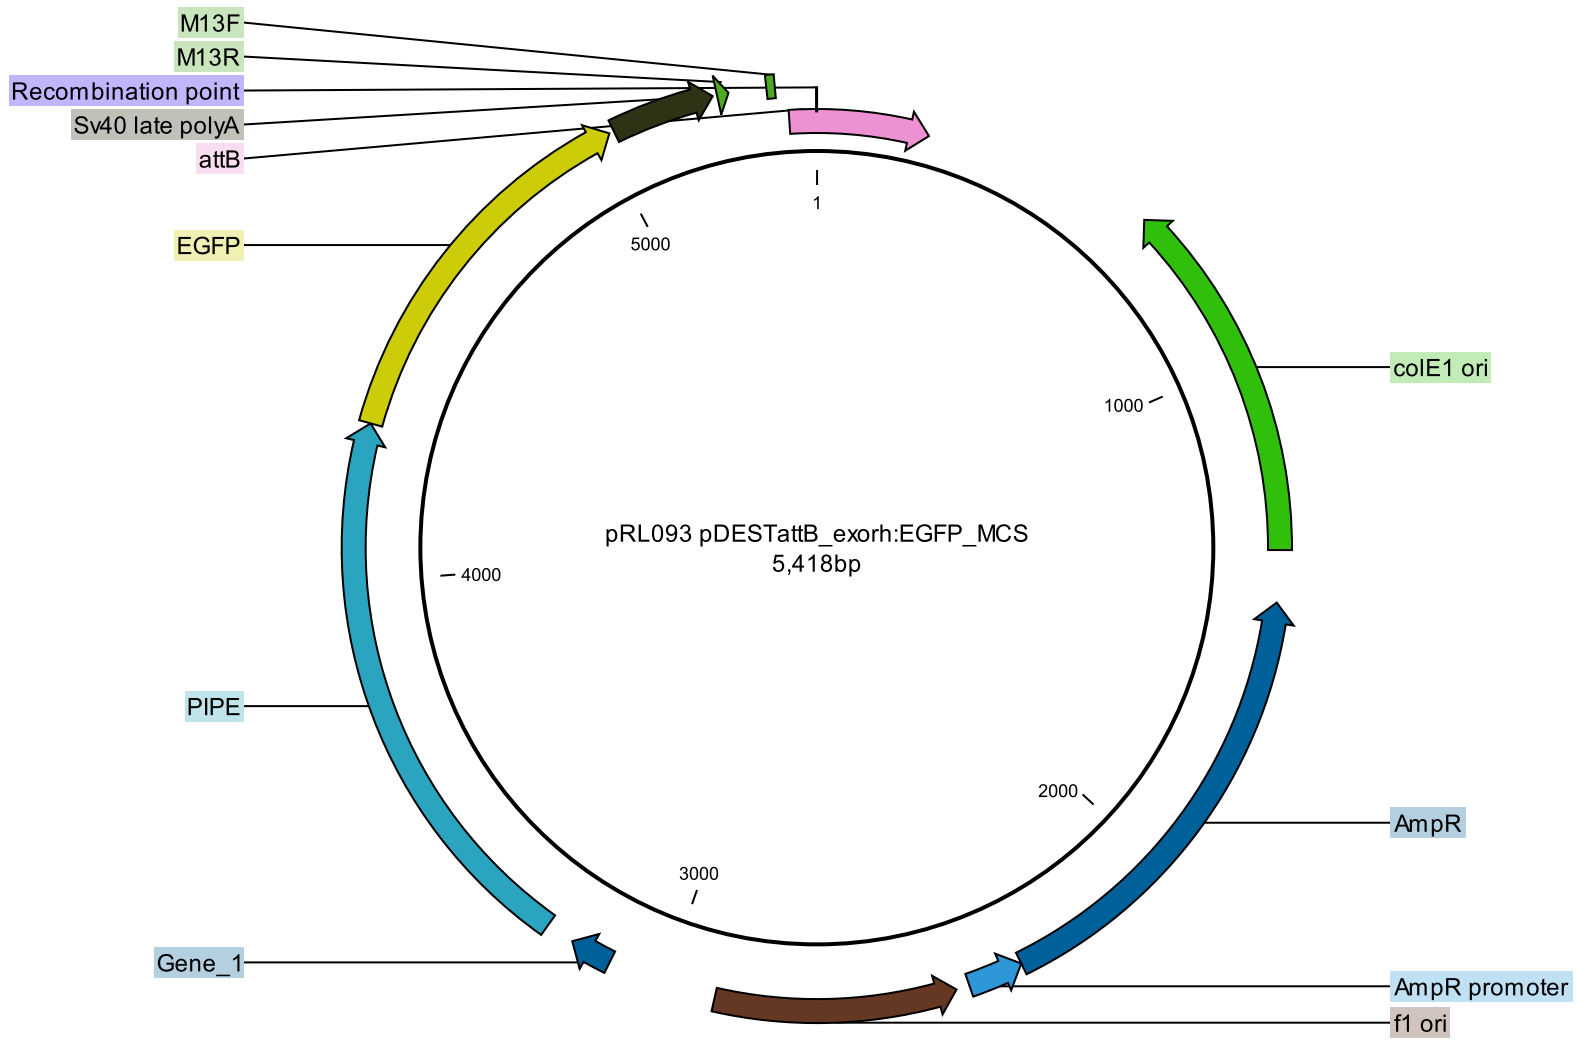 M13F
M13R
Recombination point
Sv40 late polyA
attB
EGFP
PIPE
Gene_1
1
5000
1000
4000
2000
3000
pRL093 pDESTattB_exorh:EGFP_MCS
5,418bp
colE1 ori
AmpR
AmpR promoter
f1 ori